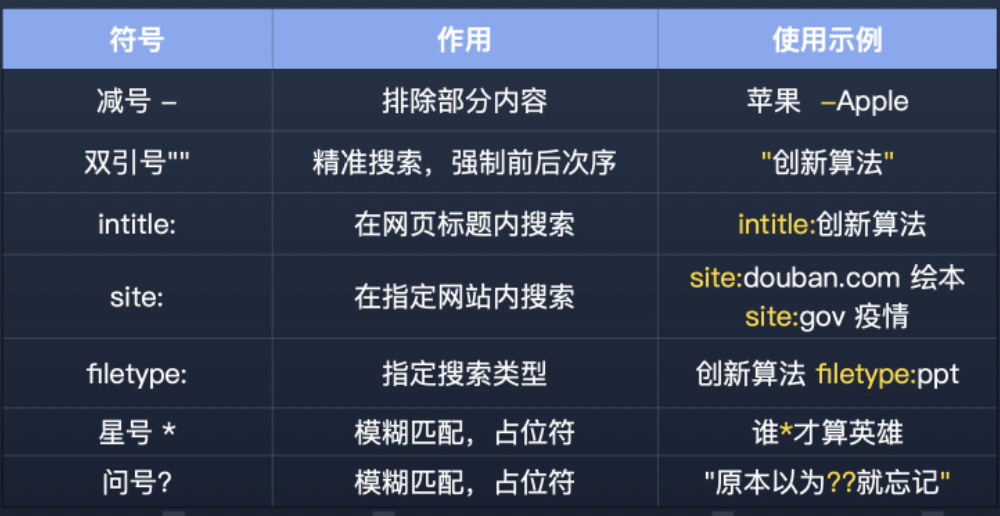 符号 作用 使用示例
减号 – 排除部分内容 苹果 –Apple
双引号"" 精准搜索，强制前后次序 "创新算法"
intitle: 在网页标题内搜索 intitle:创新算法
site: 在指定网站内搜索 site:douban.com 绘本
site:gov 疫情
filetype: 指定搜索类型 创新算法 filetype:ppt
星号 * 模糊匹配，占位符 谁*才算英雄
问号? 模糊匹配，占位符 "原本以为??就忘记"